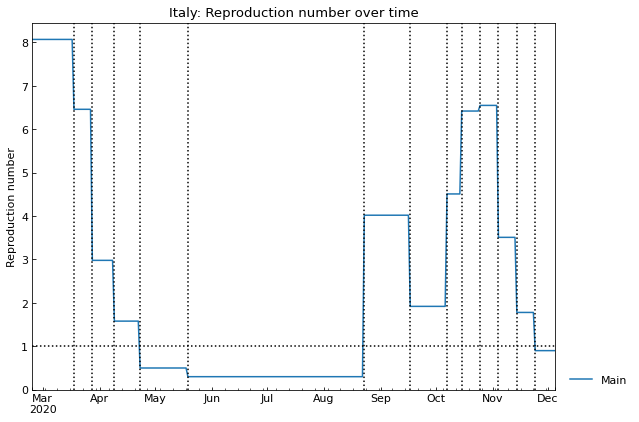 Italy: Reproduction number over time
Reproduction number
8
7
6
5
4
3
2
1
0
Mar Apr May Jun Jul Aug Sep Oct Nov Dec
2020
Main